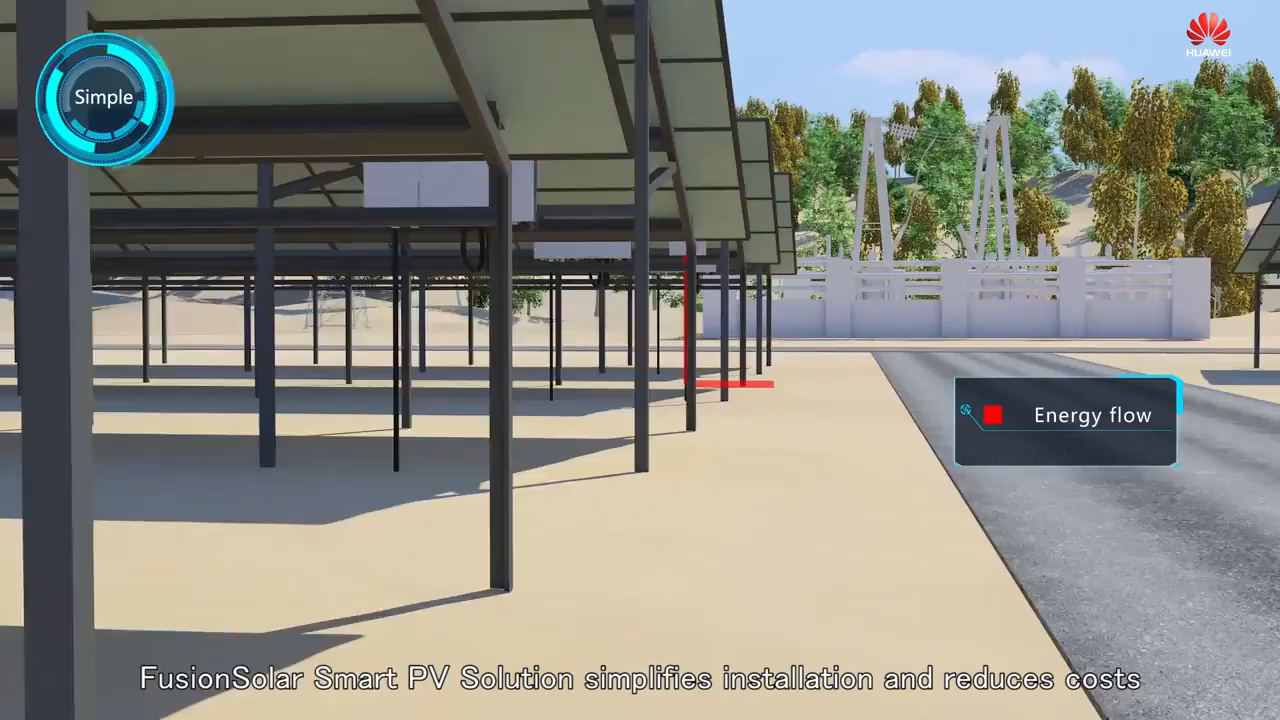 Simple
HUAWEI
Energy flow
FusionSolar Smart PV Solution simplifies installation and reduces costs